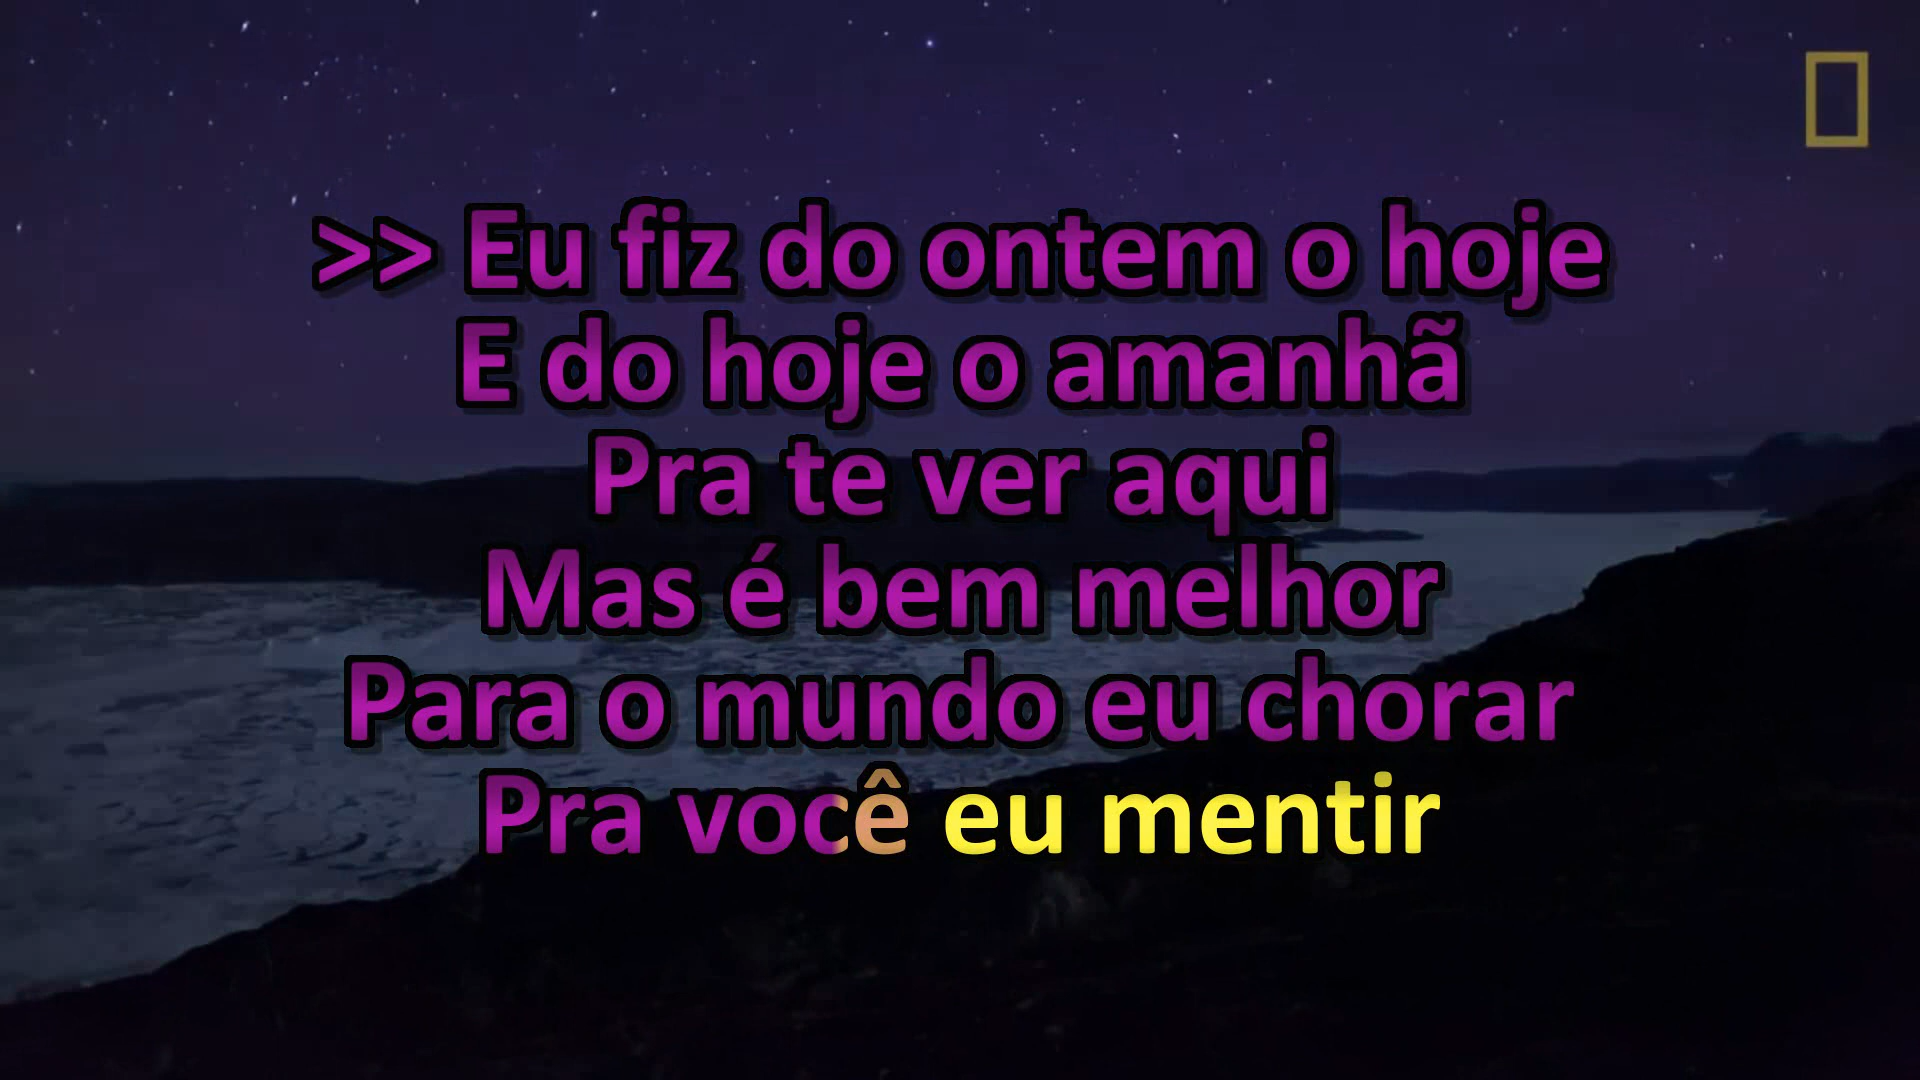 >> Eu fiz do ontem o hoje
E do hoje o amanhã
Pra te ver aqui
Mas é bem melhor
Para o mundo eu chorar
Pra você eu mentir